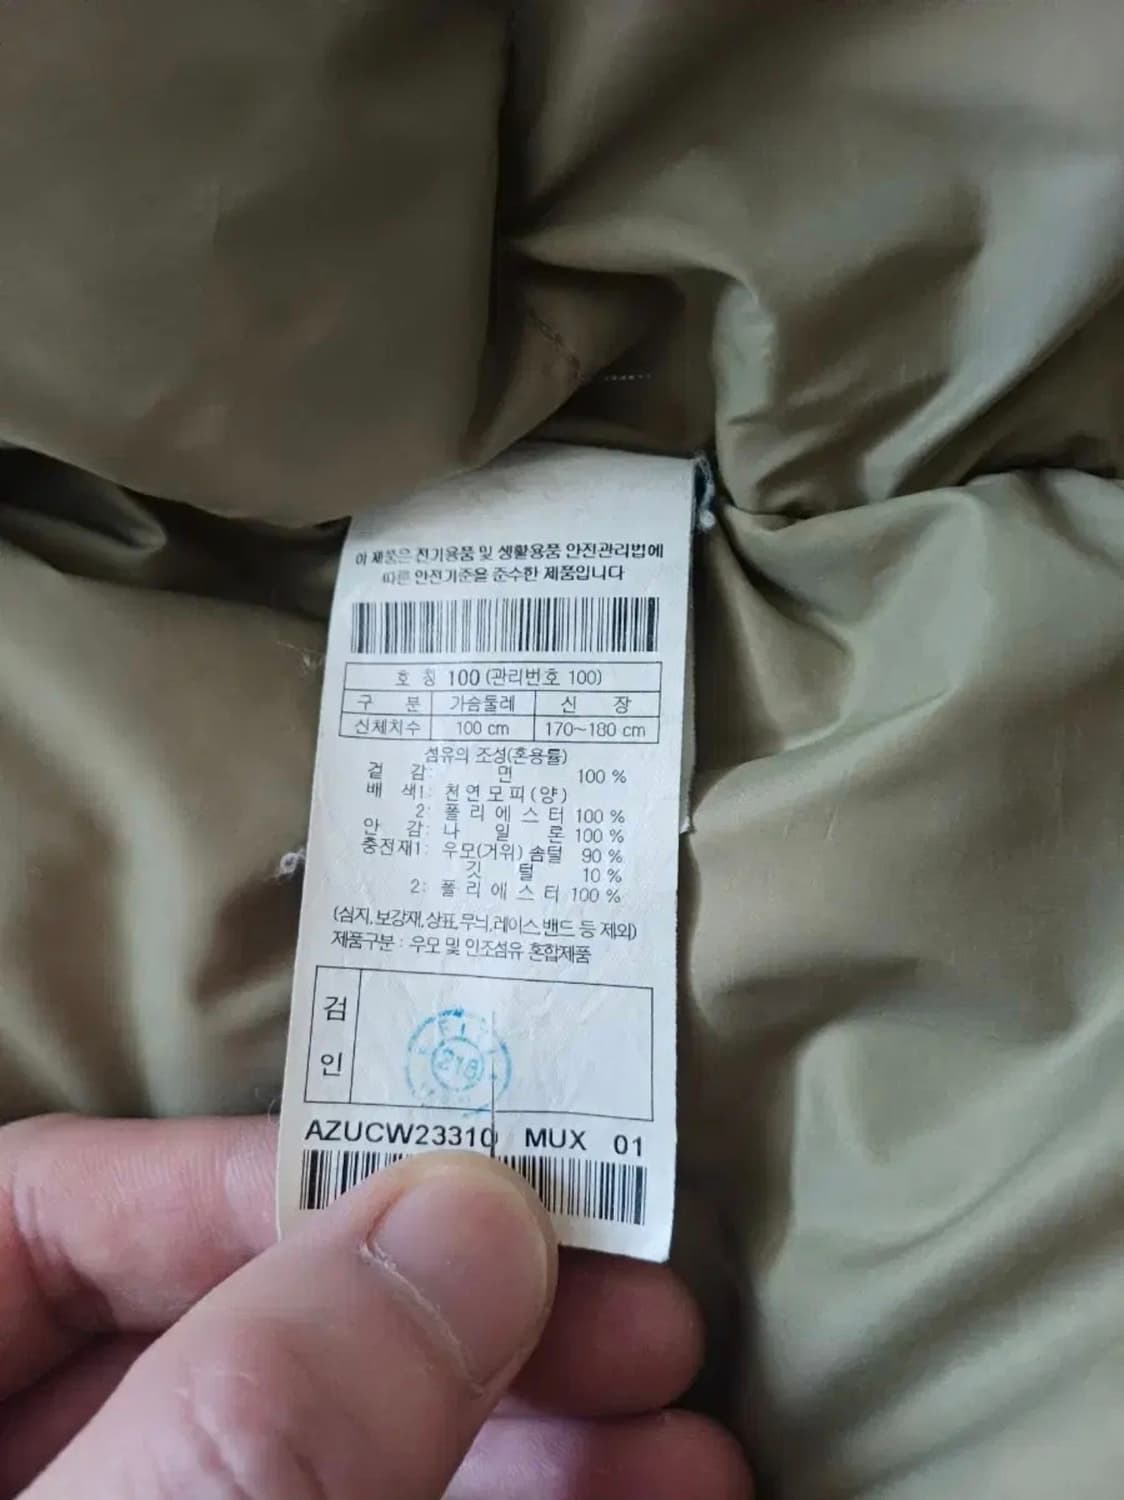 이 제품은 전기용품 및 생활용품 안전관리법에
따른 안전기준을 준수한 제품입니다
호 칭 100 (관리번호 100)
구 분 가슴둘레 신 장
신체치수 100 cm 170~180 cm
섬유의 조성(혼용률)
겉 감: 면 100 %
배 색1: 천연모피(양)
2: 폴리에스터 100 %
안 감: 나 일 론 100 %
충전재1: 우모(거위) 솜털 90 %
깃 털 10 %
2: 폴리에스터 100 %
(심지,보강재,상표,무늬,레이스,밴드 등 제외)
제품구분 : 우모 및 인조섬유 혼합제품
검
인
218
AZUCW23310 MUX 01